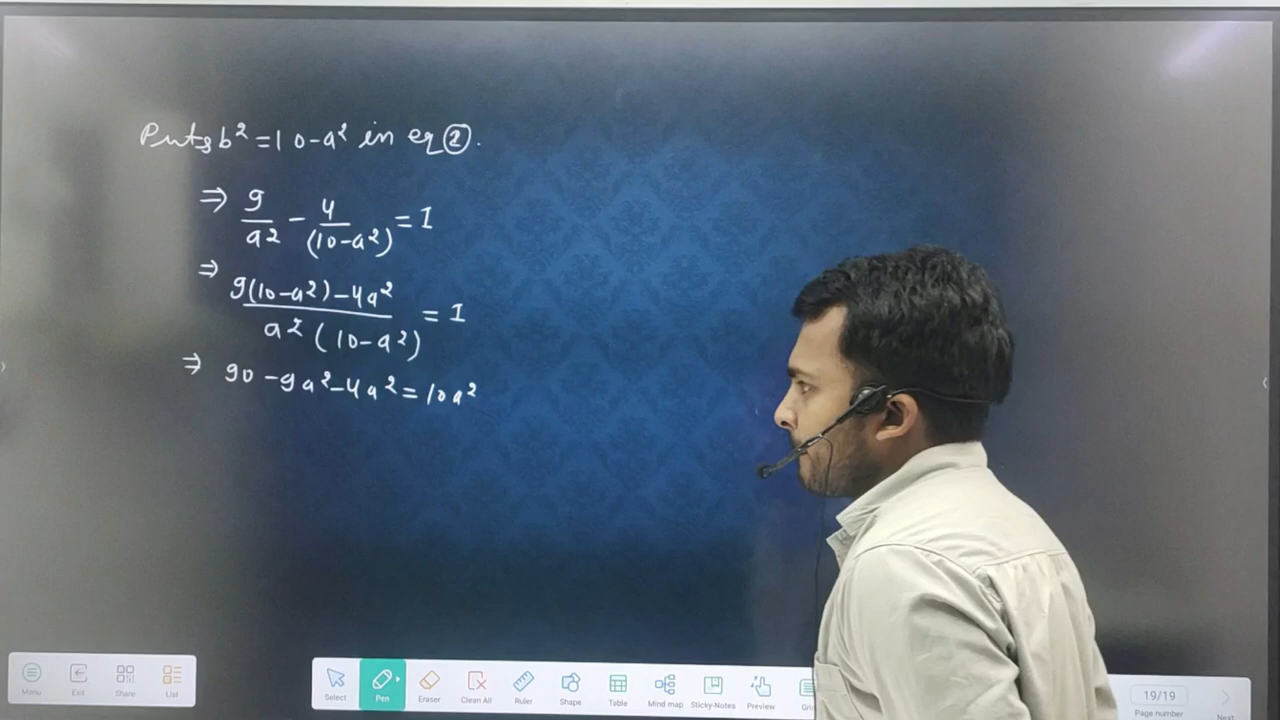 Puts b² = 10-a² in eq ②.
⇒ 9/a² - 4/(10-a²) = 1
⇒ 9(10-a²)-4a² / a²(10-a²) = 1
⇒ 90 - 9a² - 4a² = 10a²
Menu Exit Share List
Select Pen Eraser Clean All Ruler Shape Table Mind map Sticky-Notes Preview
19/19
Page number
Next